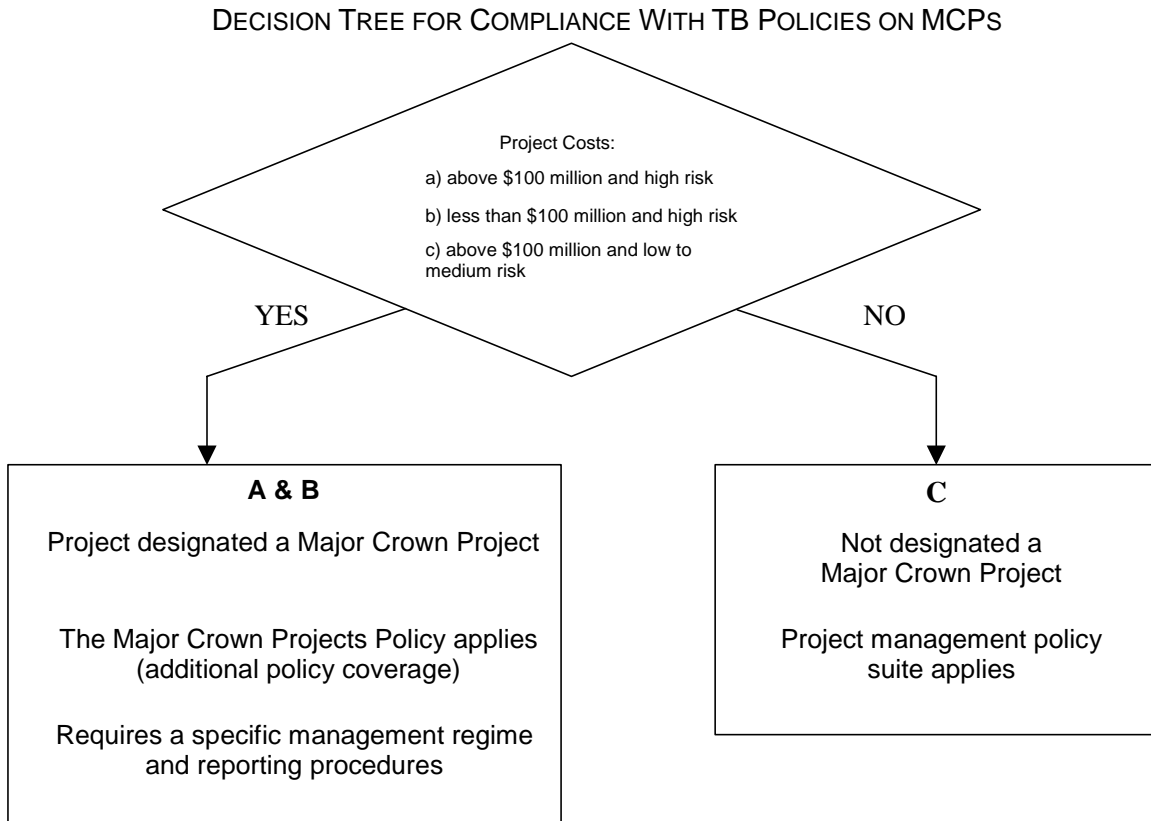 DECISION TREE FOR COMPLIANCE WITH TB POLICIES ON MCPS
Project Costs:
a) above $100 million and high risk
b) less than $100 million and high risk
c) above $100 million and low to
medium risk
YES
NO
A & B
Project designated a Major Crown Project
The Major Crown Projects Policy applies
(additional policy coverage)
Requires a specific management regime
and reporting procedures
C
Not designated a
Major Crown Project
Project management policy
suite applies